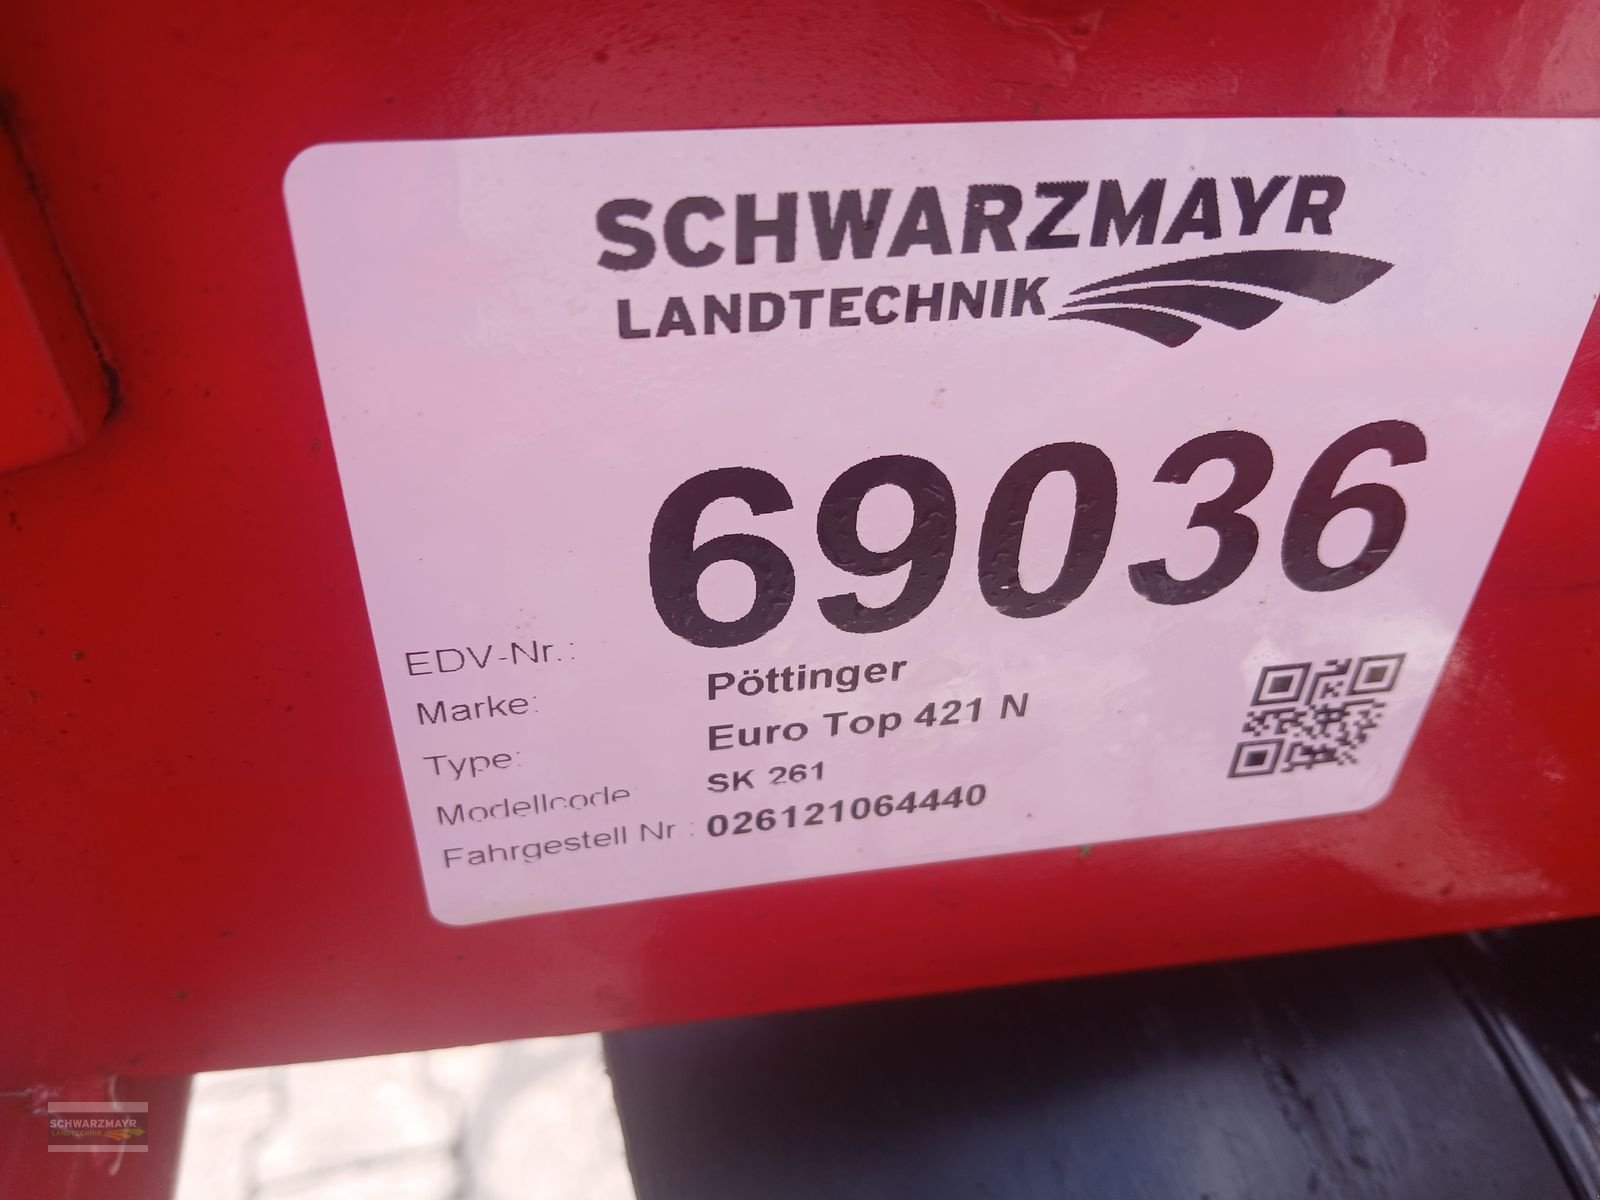 SCHWARZMAYR
LANDTECHNIK
EDV-Nr.: 69036
Marke: Pöttinger
Type: Euro Top 421 N
Modellcode: SK 261
Fahrgestell Nr.: 026121064440
SCHWARZMAYR
LANDTECHNIK